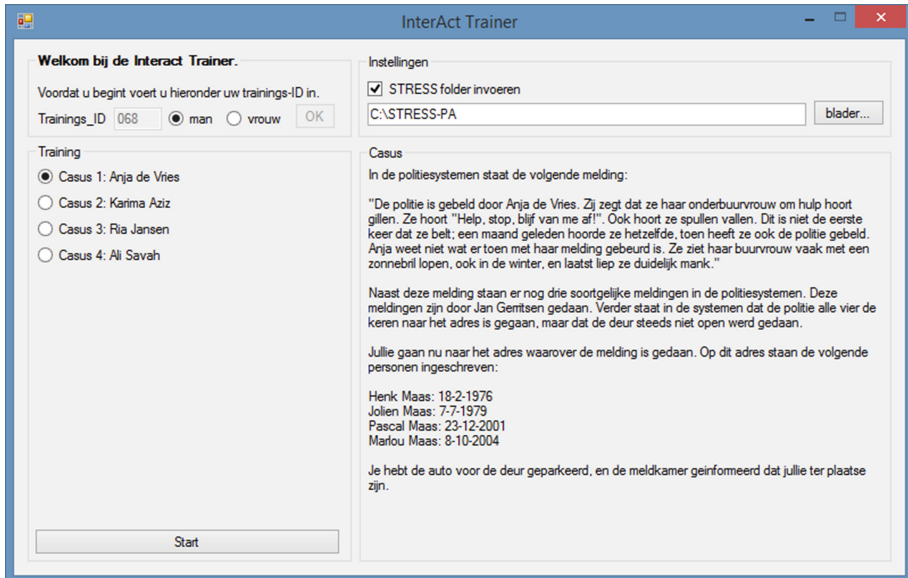 InterAct Trainer
Welkom bij de Interact Trainer.
Voordat u begint voert u hieronder uw trainings-ID in.
Trainings_ID 068 man vrouw OK
Instellingen
STRESS folder invoeren
C:\STRESS-PA blader...
Training
Casus 1: Anja de Vries
Casus 2: Karima Aziz
Casus 3: Ria Jansen
Casus 4: Ali Savah
Start
Casus
In de politiesystemen staat de volgende melding:
"De politie is gebeld door Anja de Vries. Zij zegt dat ze haar onderbuurvrouw om hulp hoort
gillen. Ze hoort "Help, stop, blijf van me af!". Ook hoort ze spullen vallen. Dit is niet de eerste
keer dat ze belt; een maand geleden hoorde ze hetzelfde, toen heeft ze ook de politie gebeld.
Anja weet niet wat er toen met haar melding gebeurd is. Ze ziet haar buurvrouw vaak met een
zonnebril lopen, ook in de winter, en laatst liep ze duidelijk mank."
Naast deze melding staan er nog drie soortgelijke meldingen in de politiesystemen. Deze
meldingen zijn door Jan Gerritsen gedaan. Verder staat in de systemen dat de politie alle vier de
keren naar het adres is gegaan, maar dat de deur steeds niet open werd gedaan.
Jullie gaan nu naar het adres waarover de melding is gedaan. Op dit adres staan de volgende
personen ingeschreven:
Henk Maas: 18-2-1976
Jolien Maas: 7-7-1979
Pascal Maas: 23-12-2001
Marlou Maas: 8-10-2004
Je hebt de auto voor de deur geparkeerd, en de meldkamer geinformeerd dat jullie ter plaatse
zijn.